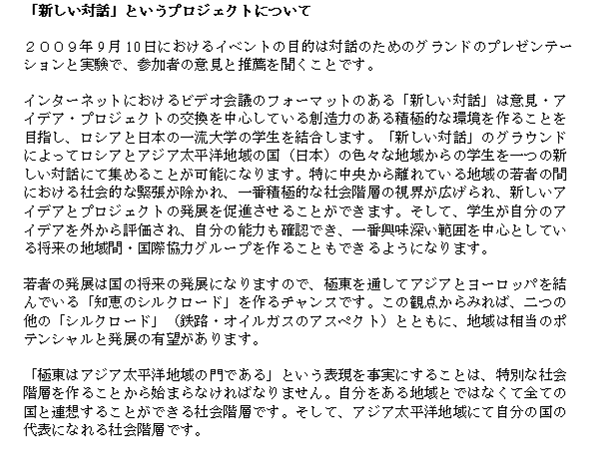 「新しい対話」というプロジェクトについて
２００９年９月10日におけるイベントの目的は対話のためのグランドのプレゼンテー
ションと実験で、参加者の意見と推薦を聞くことです。
インターネットにおけるビデオ会議のフォーマットのある「新しい対話」は意見・ア
イデア・プロジェクトの交換を中心している創造力のある積極的な環境を作ることを
目指し、ロシアと日本の一流大学の学生を結合します。「新しい対話」のグラウンド
によってロシアとアジア太平洋地域の国（日本）の色々な地域からの学生を一つの新
しい対話にて集めることが可能になります。特に中央から離れている地域の若者の間
における社会的な緊張が除かれ、一番積極的な社会階層の視界が広げられ、新しいア
イデアとプロジェクトの発展を促進させることができます。そして、学生が自分のア
イデアを外から評価され、自分の能力も確認でき、一番興味深い範囲を中心としてい
る将来の地域間・国際協力グループを作ることもできるようになります。
若者の発展は国の将来の発展になりますので、極東を通してアジアとヨーロッパを結
んでいる「知恵のシルクロード」を作るチャンスです。この観点からみれば、二つの
他の「シルクロード」（鉄路・オイルガスのアスペクト）とともに、地域は相当のポ
テンシャルと発展の有望があります。
「極東はアジア太平洋地域の門である」という表現を事実にすることは、特別な社会
階層を作ることから始まらなければなりません。自分をある地域とではなくて全ての
国と連想することができる社会階層です。そして、アジア太平洋地域にて自分の国の
代表になれる社会階層です。